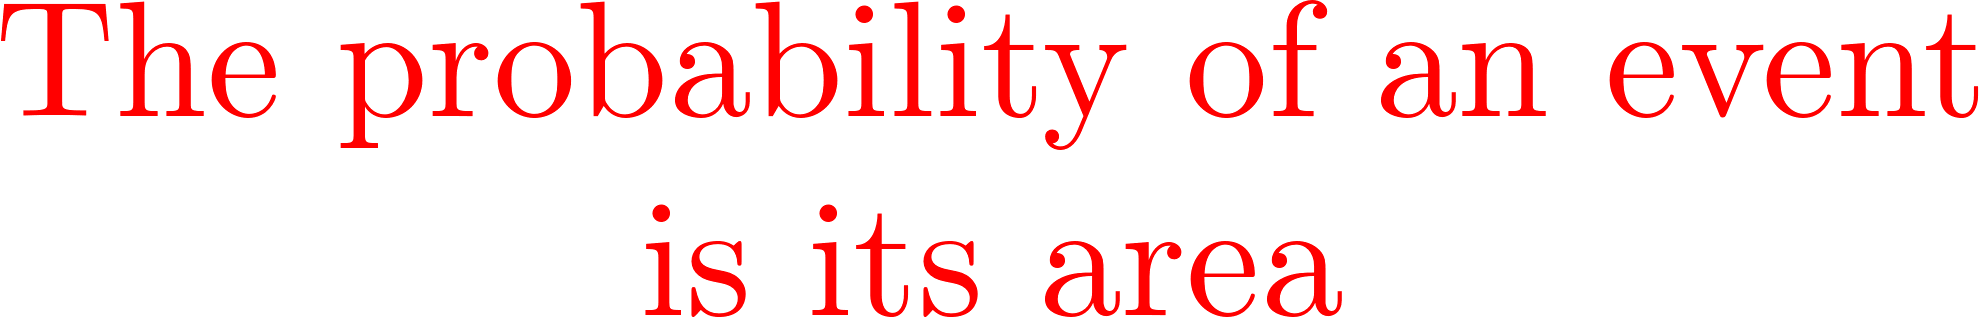 The probability of an event
is its area